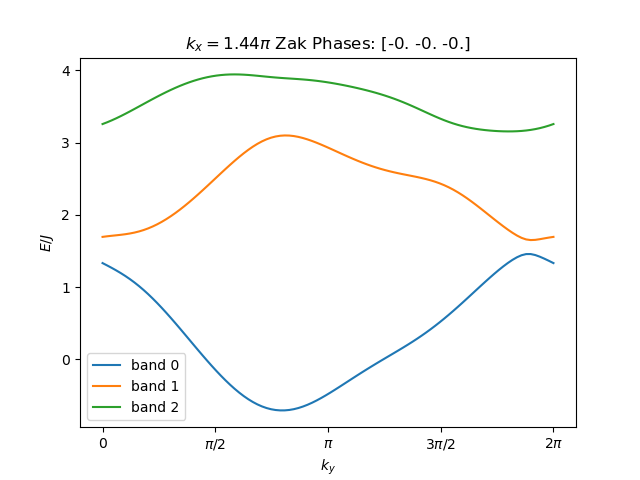 kₓ = 1.44π Zak Phases: [-0. -0. -0.]
4
3
2
1
0
E/J
band 0
band 1
band 2
0
π/2
π
3π/2
2π
k_y